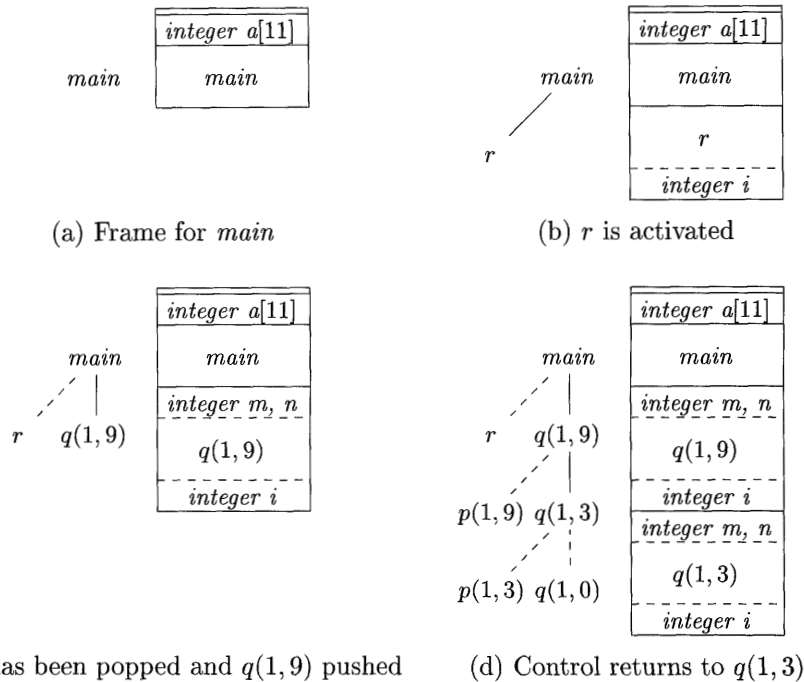 integer a[11]
main
main
(a) Frame for main
integer a[11]
main
main
r
r
integer i
(b) r is activated
integer a[11]
main
main
integer m, n
r
q(1,9)
q(1,9)
integer i
as been popped and q(1,9) pushed
integer a[11]
main
main
integer m, n
r
q(1,9)
q(1,9)
integer i
p(1,9) q(1,3)
integer m, n
q(1,3)
p(1,3) q(1,0)
integer i
(d) Control returns to q(1,3)